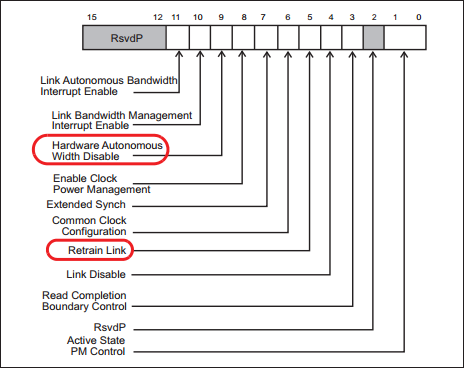 15 12 11 10 9 8 7 6 5 4 3 2 1 0
RsvdP
Link Autonomous Bandwidth
Interrupt Enable
Link Bandwidth Management
Interrupt Enable
Hardware Autonomous
Width Disable
Enable Clock
Power Management
Extended Synch
Common Clock
Configuration
Retrain Link
Link Disable
Read Completion
Boundary Control
RsvdP
Active State
PM Control